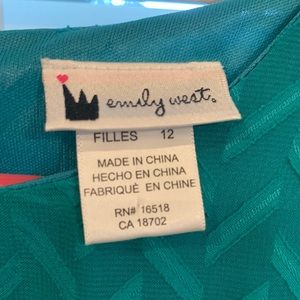 emily west.
FILLES 12
MADE IN CHINA
HECHO EN CHINA
FABRIQUÉ EN CHINE
RN# 16518
CA 18702